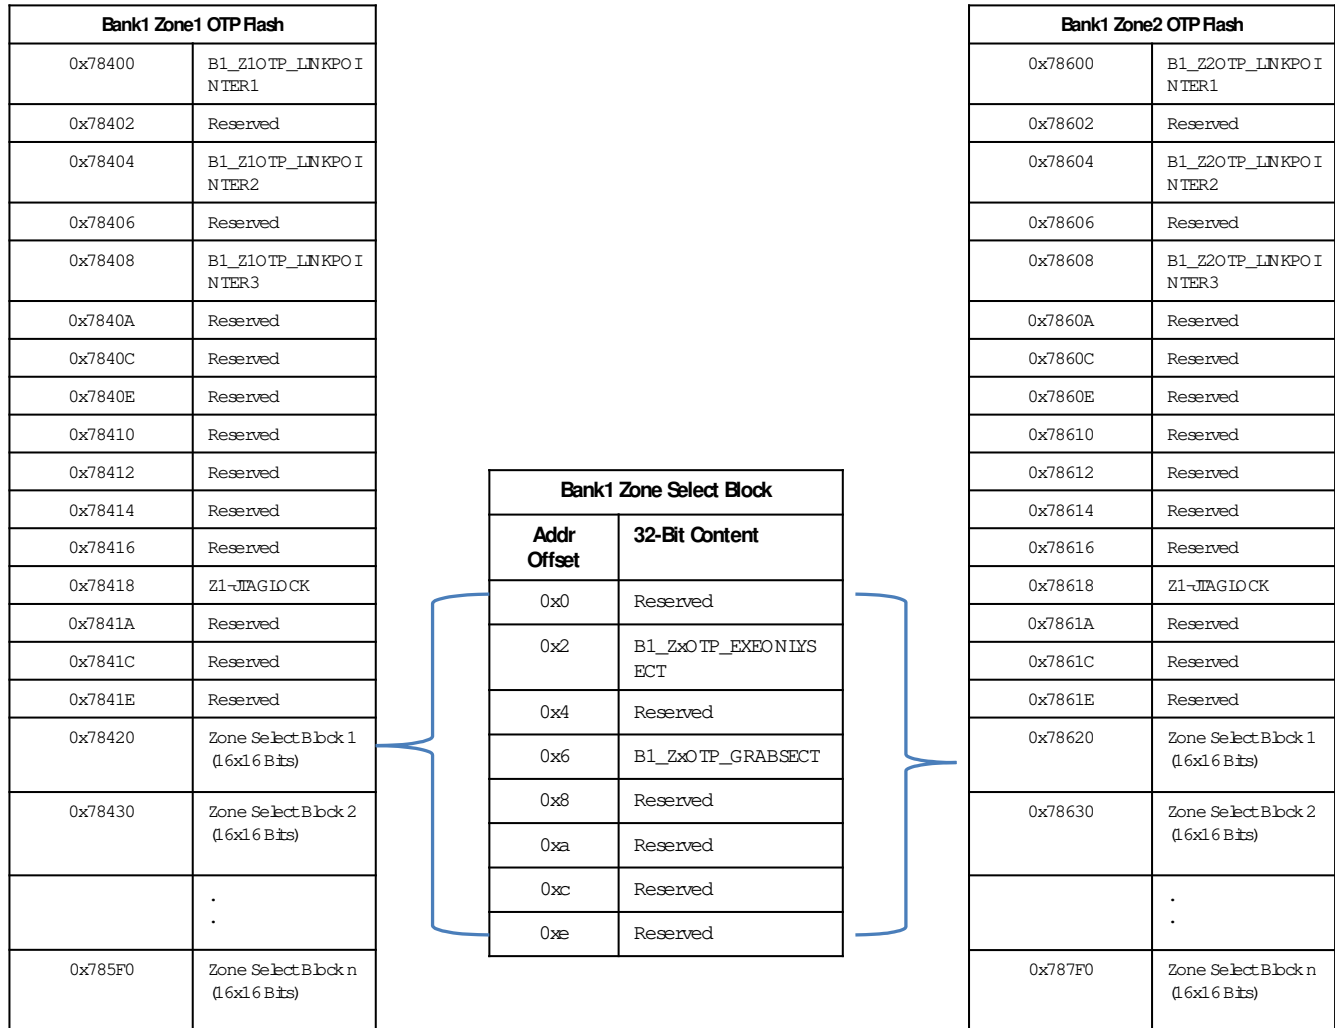 Bank1 Zone1 OTP Flash
0x78400 B1_Z1OTP_LINKPOI
NTER1
0x78402 Reserved
0x78404 B1_Z1OTP_LINKPOI
NTER2
0x78406 Reserved
0x78408 B1_Z1OTP_LINKPOI
NTER3
0x7840A Reserved
0x7840C Reserved
0x7840E Reserved
0x78410 Reserved
0x78412 Reserved
0x78414 Reserved
0x78416 Reserved
0x78418 Z1-JTAGLOCK
0x7841A Reserved
0x7841C Reserved
0x7841E Reserved
0x78420 Zone Select Block 1
(16x16 Bits)
0x78430 Zone Select Block 2
(16x16 Bits)
.
.
0x785F0 Zone Select Block n
(16x16 Bits)
Bank1 Zone Select Block
Addr 32-Bit Content
Offset
0x0 Reserved
0x2 B1_ZxOTP_EXEONLYS
ECT
0x4 Reserved
0x6 B1_ZxOTP_GRABSECT
0x8 Reserved
0xa Reserved
0xc Reserved
0xe Reserved
Bank1 Zone2 OTP Flash
0x78600 B1_Z2OTP_LINKPOI
NTER1
0x78602 Reserved
0x78604 B1_Z2OTP_LINKPOI
NTER2
0x78606 Reserved
0x78608 B1_Z2OTP_LINKPOI
NTER3
0x7860A Reserved
0x7860C Reserved
0x7860E Reserved
0x78610 Reserved
0x78612 Reserved
0x78614 Reserved
0x78616 Reserved
0x78618 Z1-JTAGLOCK
0x7861A Reserved
0x7861C Reserved
0x7861E Reserved
0x78620 Zone Select Block 1
(16x16 Bits)
0x78630 Zone Select Block 2
(16x16 Bits)
.
.
0x787F0 Zone Select Block n
(16x16 Bits)